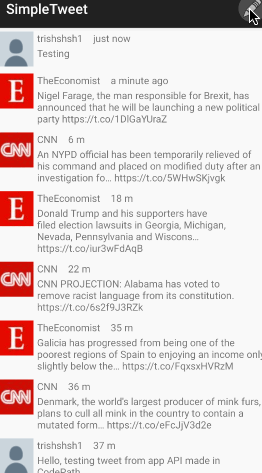 SimpleTweet
trishshsh1 just now
Testing
E TheEconomist a minute ago
Nigel Farage, the man responsible for Brexit, has
announced that he will be launching a new political
party https://t.co/1DlGaYUraZ
CNN CNN 6 m
An NYPD official has been temporarily relieved of
his command and placed on modified duty after an
investigation fo... https://t.co/5WHwSKjvgk
E TheEconomist 18 m
Donald Trump and his supporters have
filed election lawsuits in Georgia, Michigan,
Nevada, Pennsylvania and Wiscons...
https://t.co/iur3wFdAqB
CNN CNN 22 m
CNN PROJECTION: Alabama has voted to
remove racist language from its constitution.
https://t.co/6s2f9J3RZk
E TheEconomist 35 m
Galicia has progressed from being one of the
poorest regions of Spain to enjoying an income only
slightly below the... https://t.co/FqxsxHVRzM
CNN CNN 36 m
Denmark, the world's largest producer of mink furs,
plans to cull all mink in the country to contain a
mutated form... https://t.co/eFcJjV3d2e
trishshsh1 37 m
Hello, testing tweet from app API made in
CodePath